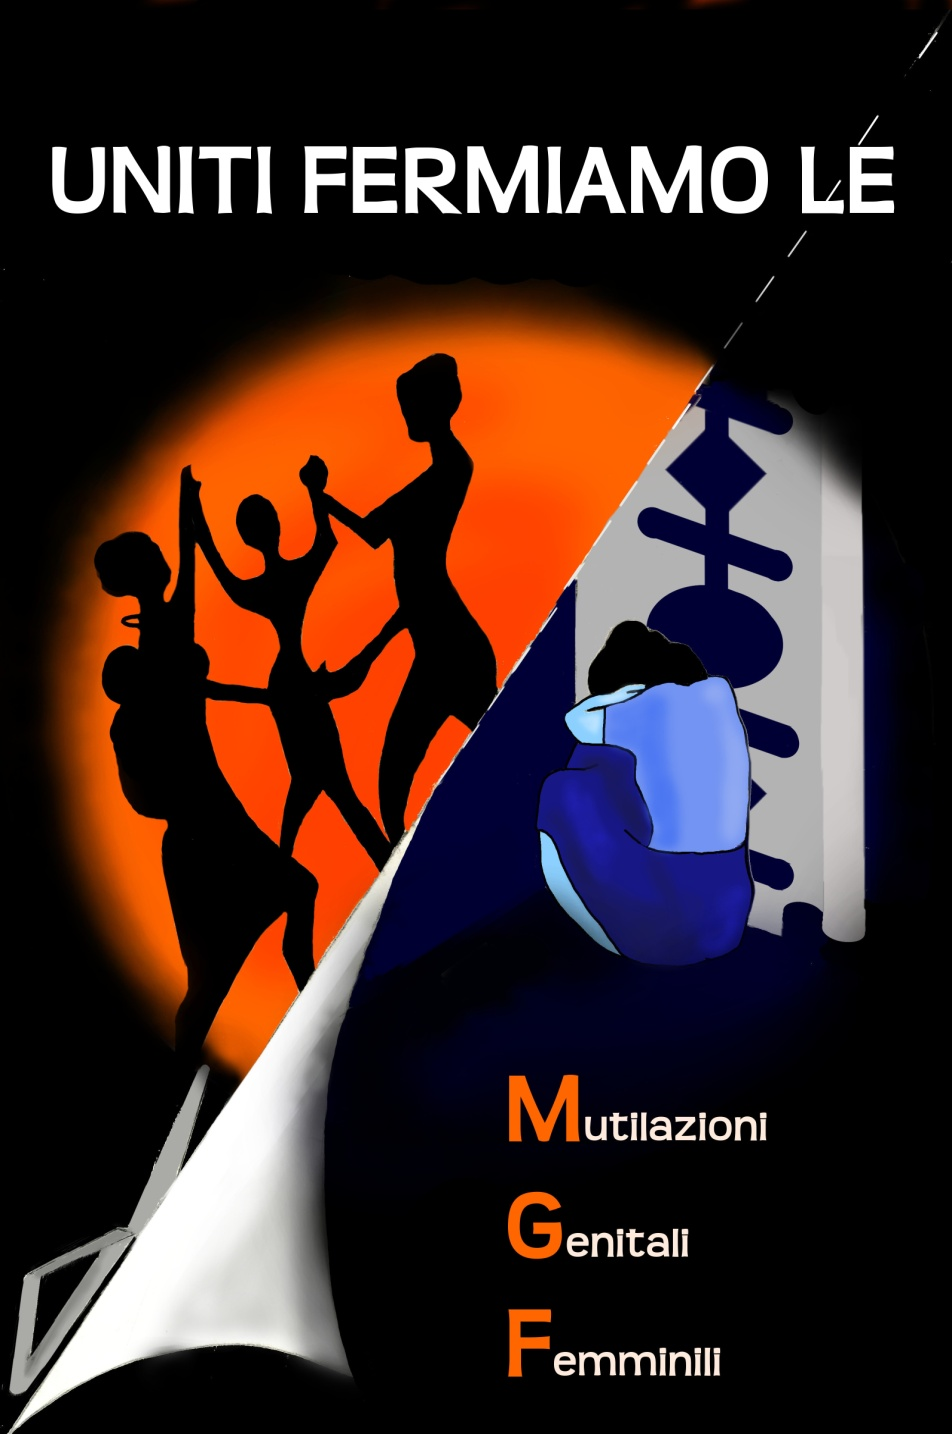 UNITI FERMIAMO LE
Mutilazioni
Genitali
Femminili